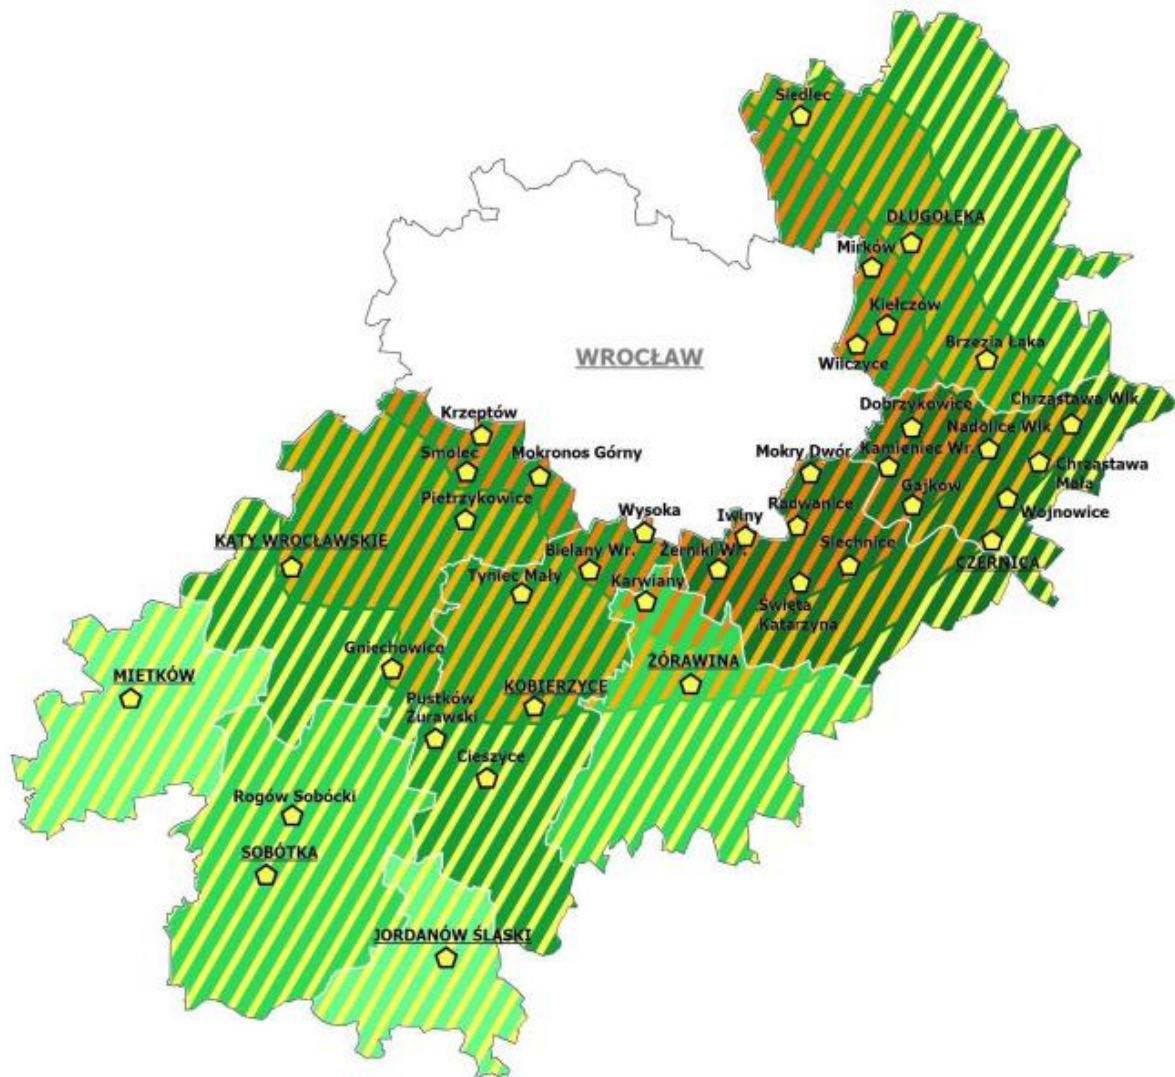 Siedlec
DŁUGOŁĘKA
Mirków
Kiełczów
Brzezia Łąka
Wilczyce
WROCŁAW
Chrząstawa Wlk
Dobrzykowice
Krzeptów
Nadolice Wlk
Smolec
Mokronos Górny
Mokry Dwór
Kamieniec Wr.
Chrząstawa
Mała
Gajków
Pietrzykowice
Radwanice
Wojnowice
Wysoka
Iwiny
KĄTY WROCŁAWSKIE
Bielany Wr.
Żerniki Wr.
Siechnice
CZERNICA
Tyniec Mały
Karwiany
Święta
Katarzyna
Gniechowice
ŻÓRAWINA
MIETKÓW
KOBIERZYCE
Pustków
Żurawski
Cieszyce
Rogów Sobócki
SOBÓTKA
JORDANÓW ŚLĄSKI